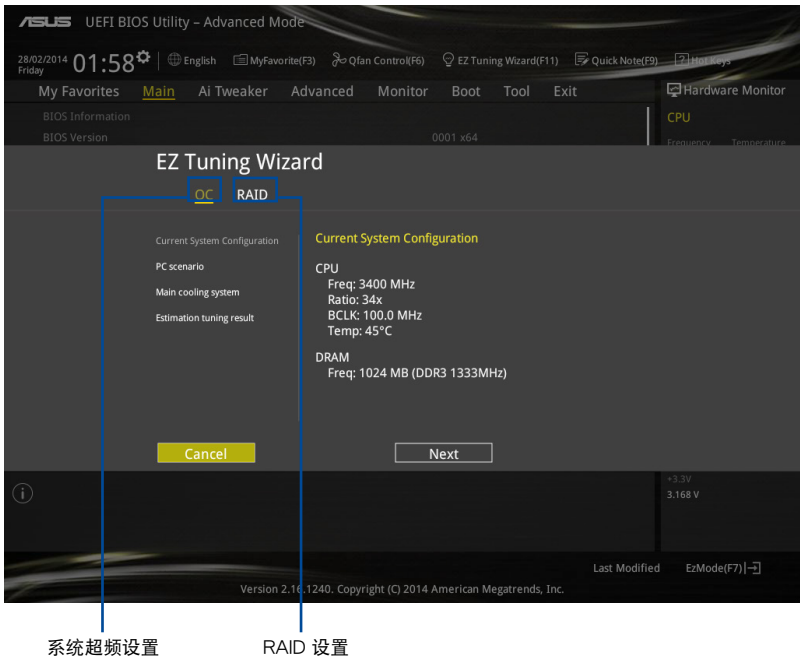 ASUS UEFI BIOS Utility – Advanced Mode
28/02/2014 Friday 01:58 English MyFavorite(F3) Qfan Control(F6) EZ Tuning Wizard(F11) Quick Note(F9) Hot Keys
My Favorites Main Ai Tweaker Advanced Monitor Boot Tool Exit Hardware Monitor
BIOS Information
CPU
BIOS Version 0001 x64
Frequency Temperature
EZ Tuning Wizard
OC RAID
Current System Configuration
PC scenario
Main cooling system
Estimation tuning result
Current System Configuration
CPU
Freq: 3400 MHz
Ratio: 34x
BCLK: 100.0 MHz
Temp: 45°C
DRAM
Freq: 1024 MB (DDR3 1333MHz)
Cancel Next
+3.3V
3.168 V
Last Modified EzMode(F7)
Version 2.16.1240. Copyright (C) 2014 American Megatrends, Inc.
系统超频设置 RAID 设置